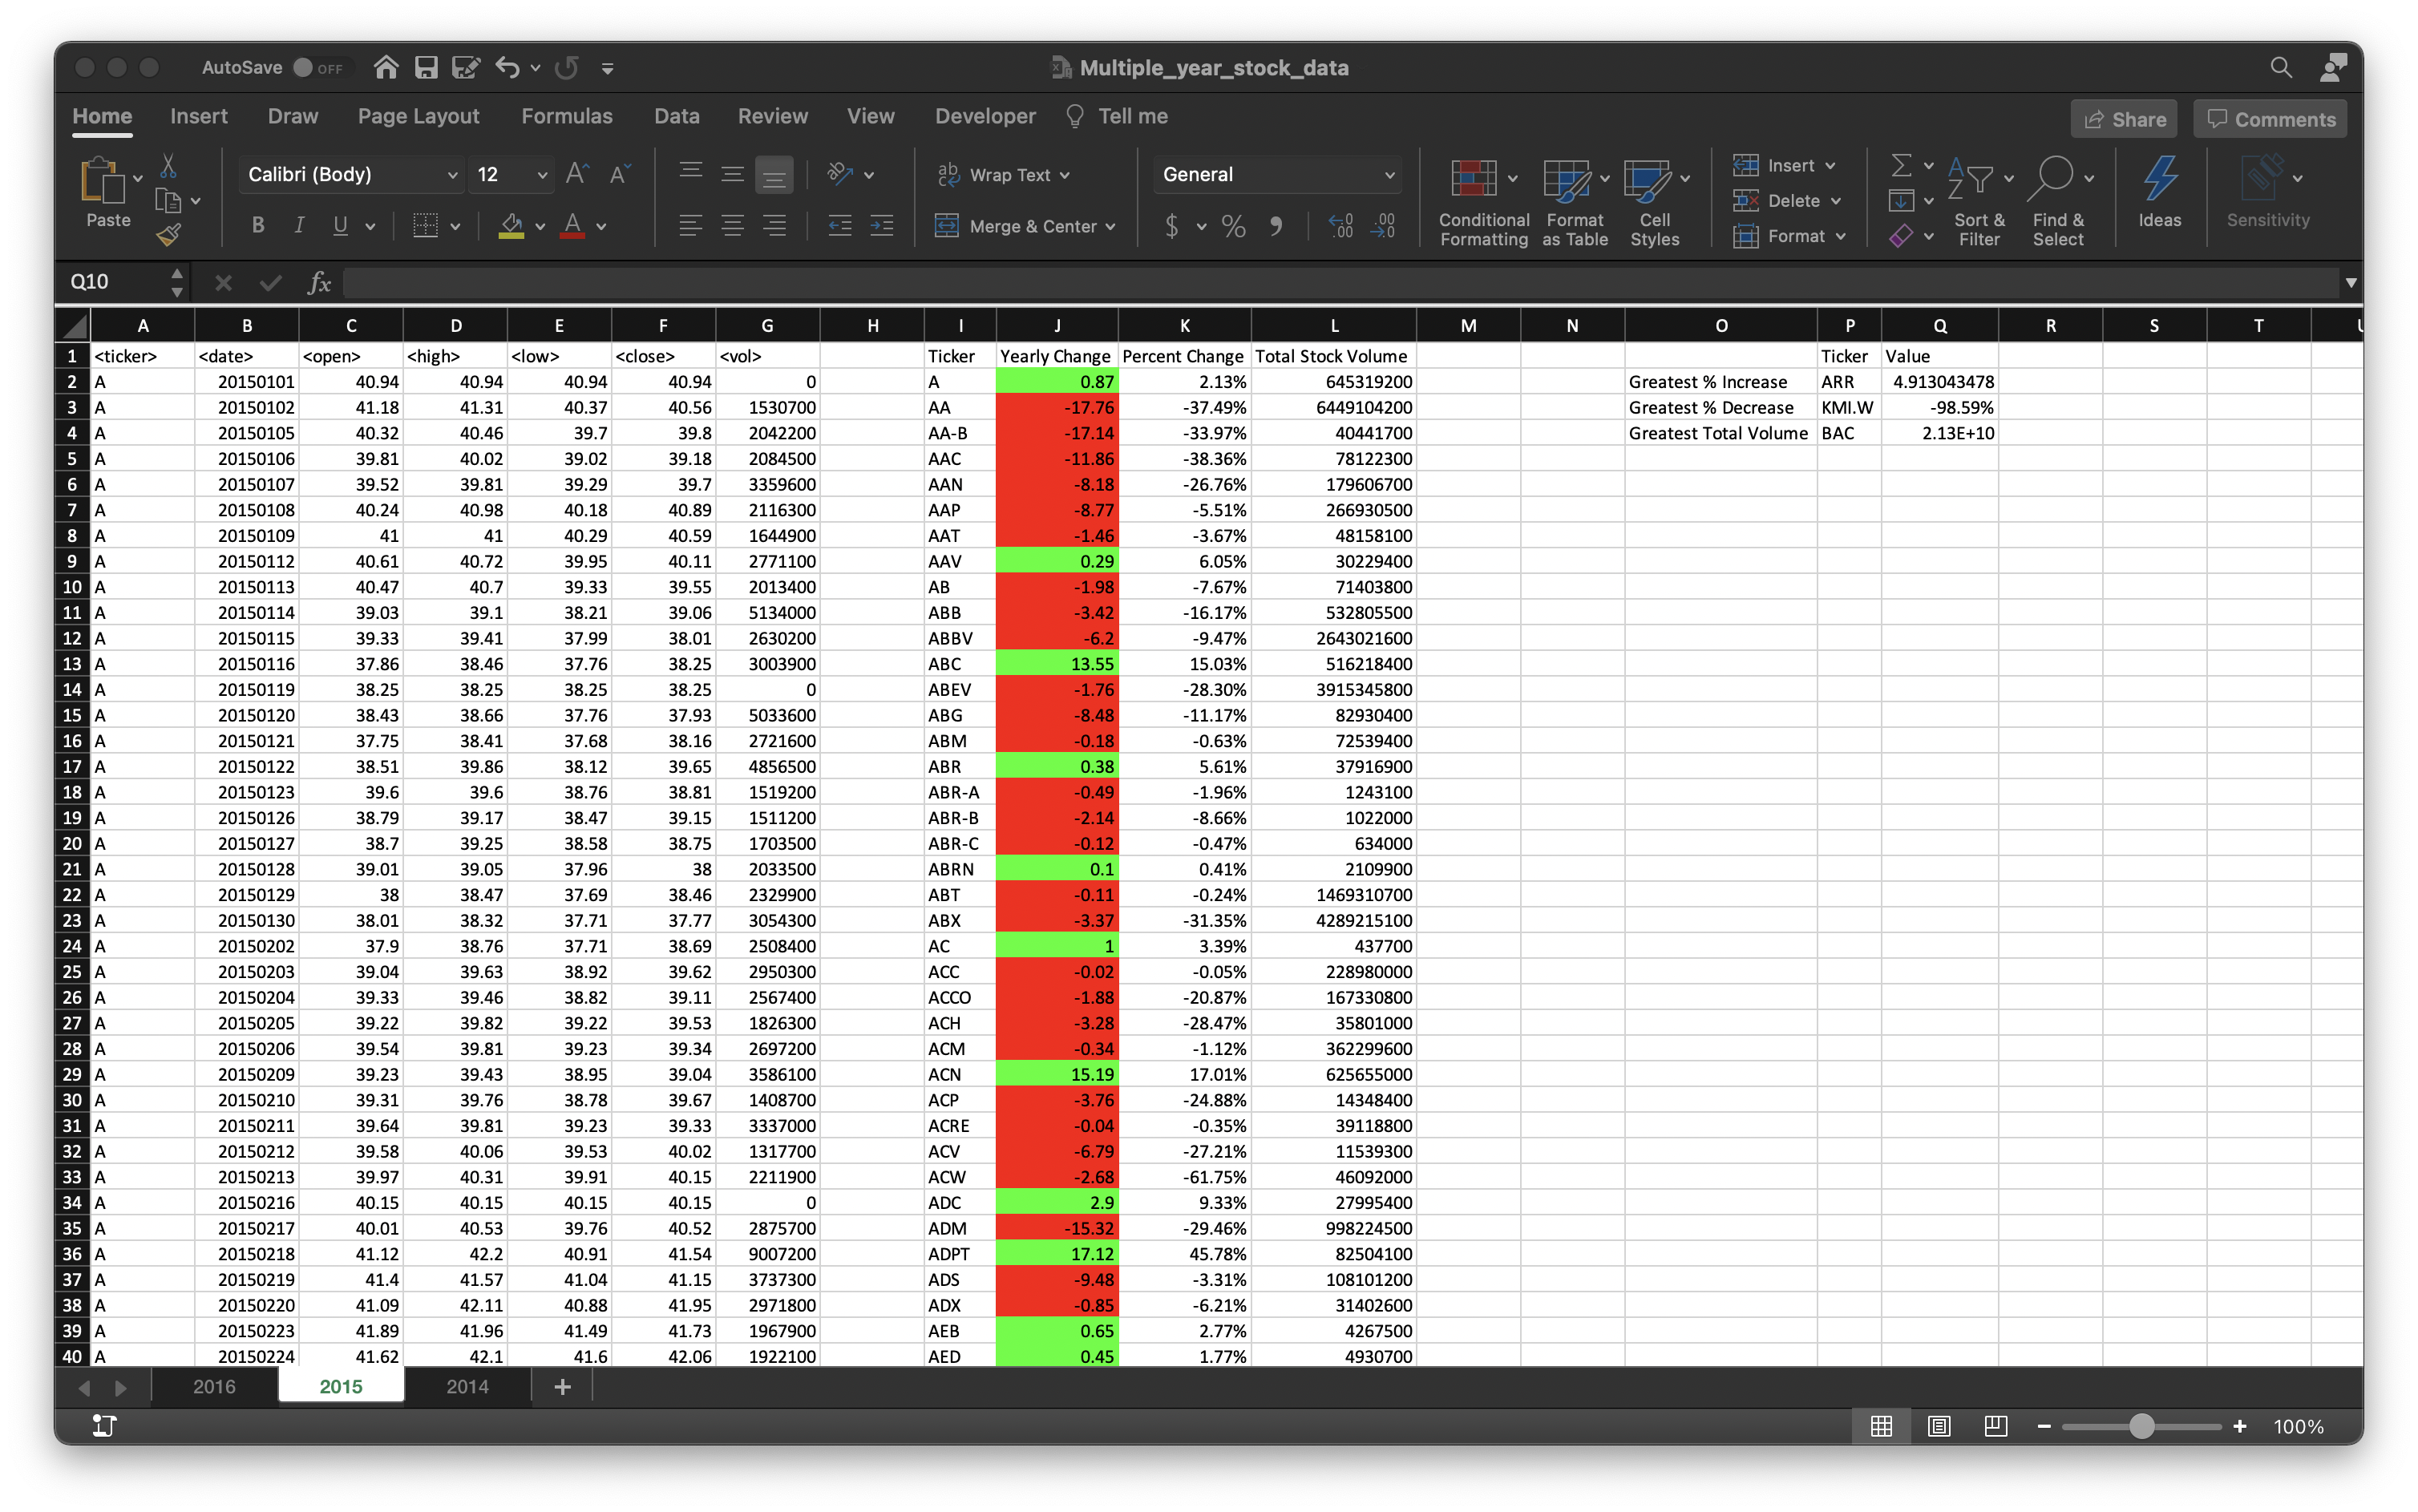 AutoSave OFF Multiple_year_stock_data
Home Insert Draw Page Layout Formulas Data Review View Developer Tell me Share Comments
Paste Calibri (Body) 12 Wrap Text General Insert
B I U Merge & Center $ % Conditional Formatting Format as Table Cell Styles Delete Format Sort & Filter Find & Select Ideas Sensitivity
Q10 fx
A B C D E F G H I J K L M N O P Q R S T U
1 <ticker> <date> <open> <high> <low> <close> <vol> Ticker Yearly Change Percent Change Total Stock Volume Ticker Value
2 A 20150101 40.94 40.94 40.94 40.94 0 A 0.87 2.13% 645319200 Greatest % Increase ARR 4.913043478
3 A 20150102 41.18 41.31 40.37 40.56 1530700 AA -17.76 -37.49% 6449104200 Greatest % Decrease KMI.W -98.59%
4 A 20150105 40.32 40.46 39.7 39.8 2042200 AA-B -17.14 -33.97% 40441700 Greatest Total Volume BAC 2.13E+10
5 A 20150106 39.81 40.02 39.02 39.18 2084500 AAC -11.86 -38.36% 78122300
6 A 20150107 39.52 39.81 39.29 39.7 3359600 AAN -8.18 -26.76% 179606700
7 A 20150108 40.24 40.98 40.18 40.89 2116300 AAP -8.77 -5.51% 266930500
8 A 20150109 41 41 40.29 40.59 1644900 AAT -1.46 -3.67% 48158100
9 A 20150112 40.61 40.72 39.95 40.11 2771100 AAV 0.29 6.05% 30229400
10 A 20150113 40.47 40.7 39.33 39.55 2013400 AB -1.98 -7.67% 71403800
11 A 20150114 39.03 39.1 38.21 39.06 5134000 ABB -3.42 -16.17% 532805500
12 A 20150115 39.33 39.41 37.99 38.01 2630200 ABBV -6.2 -9.47% 2643021600
13 A 20150116 37.86 38.46 37.76 38.25 3003900 ABC 13.55 15.03% 516218400
14 A 20150119 38.25 38.25 38.25 38.25 0 ABEV -1.76 -28.30% 3915345800
15 A 20150120 38.43 38.66 37.76 37.93 5033600 ABG -8.48 -11.17% 82930400
16 A 20150121 37.75 38.41 37.68 38.16 2721600 ABM -0.18 -0.63% 72539400
17 A 20150122 38.51 39.86 38.12 39.65 4856500 ABR 0.38 5.61% 37916900
18 A 20150123 39.6 39.6 38.76 38.81 1519200 ABR-A -0.49 -1.96% 1243100
19 A 20150126 38.79 39.17 38.47 39.15 1511200 ABR-B -2.14 -8.66% 1022000
20 A 20150127 38.7 39.25 38.58 38.75 1703500 ABR-C -0.12 -0.47% 634000
21 A 20150128 39.01 39.05 37.96 38 2033500 ABRN 0.1 0.41% 2109900
22 A 20150129 38 38.47 37.69 38.46 2329900 ABT -0.11 -0.24% 1469310700
23 A 20150130 38.01 38.32 37.71 37.77 3054300 ABX -3.37 -31.35% 4289215100
24 A 20150202 37.9 38.76 37.71 38.69 2508400 AC 1 3.39% 437700
25 A 20150203 39.04 39.63 38.92 39.62 2950300 ACC -0.02 -0.05% 228980000
26 A 20150204 39.33 39.46 38.82 39.11 2567400 ACCO -1.88 -20.87% 167330800
27 A 20150205 39.22 39.82 39.22 39.53 1826300 ACH -3.28 -28.47% 35801000
28 A 20150206 39.54 39.81 39.23 39.34 2697200 ACM -0.34 -1.12% 362299600
29 A 20150209 39.23 39.43 38.95 39.04 3586100 ACN 15.19 17.01% 625655000
30 A 20150210 39.31 39.76 38.78 39.67 1408700 ACP -3.76 -24.88% 14348400
31 A 20150211 39.64 39.81 39.23 39.33 3337000 ACRE -0.04 -0.35% 39118800
32 A 20150212 39.58 40.06 39.53 40.02 1317700 ACV -6.79 -27.21% 11539300
33 A 20150213 39.97 40.31 39.91 40.15 2211900 ACW -2.68 -61.75% 46092000
34 A 20150216 40.15 40.15 40.15 40.15 0 ADC 2.9 9.33% 27995400
35 A 20150217 40.01 40.53 39.76 40.52 2875700 ADM -15.32 -29.46% 998224500
36 A 20150218 41.12 42.2 40.91 41.54 9007200 ADPT 17.12 45.78% 82504100
37 A 20150219 41.4 41.57 41.04 41.15 3737300 ADS -9.48 -3.31% 108101200
38 A 20150220 41.09 42.11 40.88 41.95 2971800 ADX -0.85 -6.21% 31402600
39 A 20150223 41.89 41.96 41.49 41.73 1967900 AEB 0.65 2.77% 4267500
40 A 20150224 41.62 42.1 41.6 42.06 1922100 AED 0.45 1.77% 4930700
2016 2015 2014 +
100%